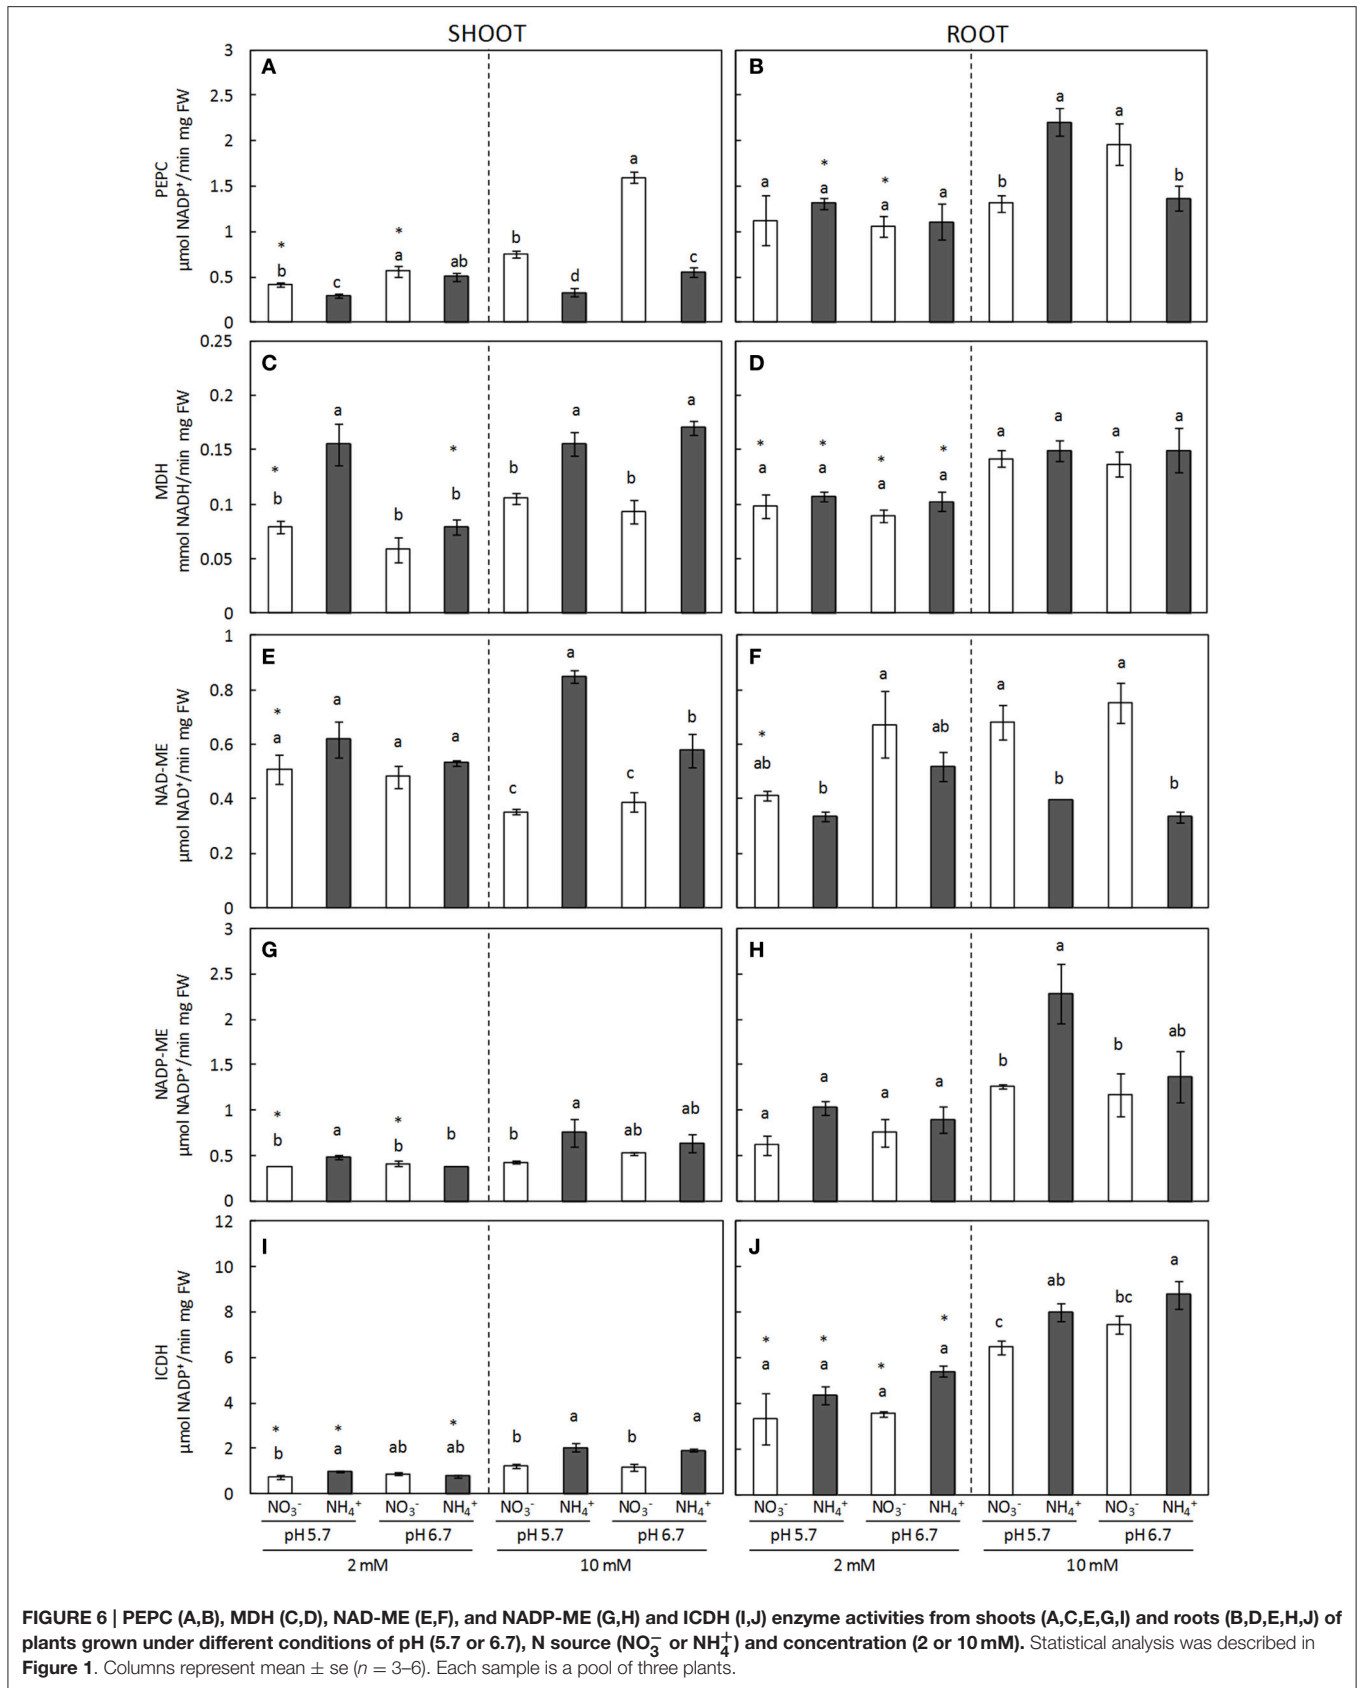 SHOOT ROOT
A B
3
2.5
2
1.5
1
0.5
0
PEPC
µmol NADP⁺/min mg FW
* b c * a ab b d a c
a * a * a a b a a b
C D
0.25
0.2
0.15
0.1
0.05
0
MDH
mmol NADH/min mg FW
* b a b * b b a b a
* a * a * a * a a a a a
E F
1
0.8
0.6
0.4
0.2
0
NAD-ME
µmol NAD⁺/min mg FW
* a a a a c a c b
* ab b a ab a b a b
G H
3
2.5
2
1.5
1
0.5
0
NADP-ME
µmol NADP⁺/min mg FW
* b a * b b b a ab ab
a a a a b a b ab
I J
12
10
8
6
4
2
0
ICDH
µmol NADP⁺/min mg FW
* b * a ab * ab b a b a
* a * a * a * a c ab bc a
NO₃⁻ NH₄⁺ NO₃⁻ NH₄⁺ NO₃⁻ NH₄⁺ NO₃⁻ NH₄⁺ NO₃⁻ NH₄⁺ NO₃⁻ NH₄⁺ NO₃⁻ NH₄⁺ NO₃⁻ NH₄⁺
pH 5.7 pH 6.7 pH 5.7 pH 6.7 pH 5.7 pH 6.7 pH 5.7 pH 6.7
2 mM 10 mM 2 mM 10 mM
FIGURE 6 | PEPC (A,B), MDH (C,D), NAD-ME (E,F), and NADP-ME (G,H) and ICDH (I,J) enzyme activities from shoots (A,C,E,G,I) and roots (B,D,E,H,J) of
plants grown under different conditions of pH (5.7 or 6.7), N source (NO₃⁻ or NH₄⁺) and concentration (2 or 10 mM). Statistical analysis was described in
Figure 1. Columns represent mean ± se (n = 3–6). Each sample is a pool of three plants.